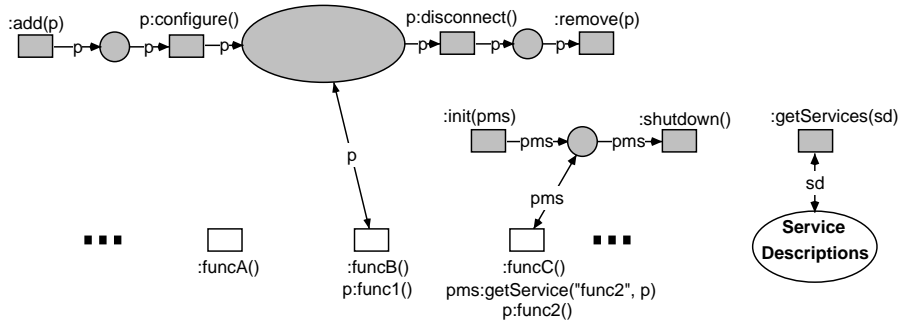 :add(p)
p:configure()
p:disconnect()
:remove(p)
p
p
p
p
p
p
:init(pms)
:shutdown()
:getServices(sd)
pms
pms
p
pms
sd
...
:funcA()
:funcB()
p:func1()
:funcC()
pms:getService("func2", p)
p:func2()
...
Service
Descriptions